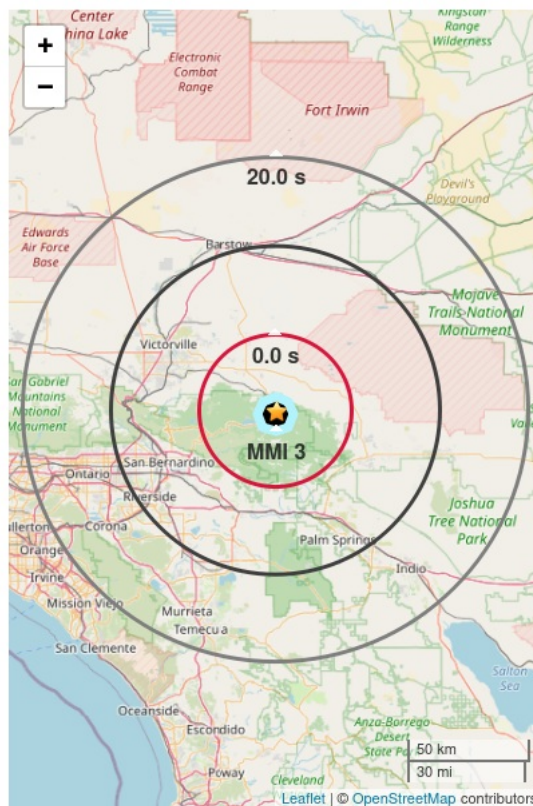 Center
China Lake
Kingston
Range
Wilderness
+
−
Electronic
Combat
Range
Fort Irwin
20.0 s
Devil's
Playground
Edwards
Air Force
Base
Barstow
Mojave
Trails National
Monument
Victorville
0.0 s
San Gabriel
Mountains
National
Monument
MMI 3
San Bernardino
Ontario
Riverside
Joshua
Tree National
Park
Fullerton
Corona
Orange
Palm Springs
Irvine
Indio
Mission Viejo
Murrieta
Temecula
San Clemente
Salton
Sea
Oceanside
Anza-Borrego
Desert
State Park
Escondido
50 km
30 mi
Poway
Cleveland
Leaflet | © OpenStreetMap contributors